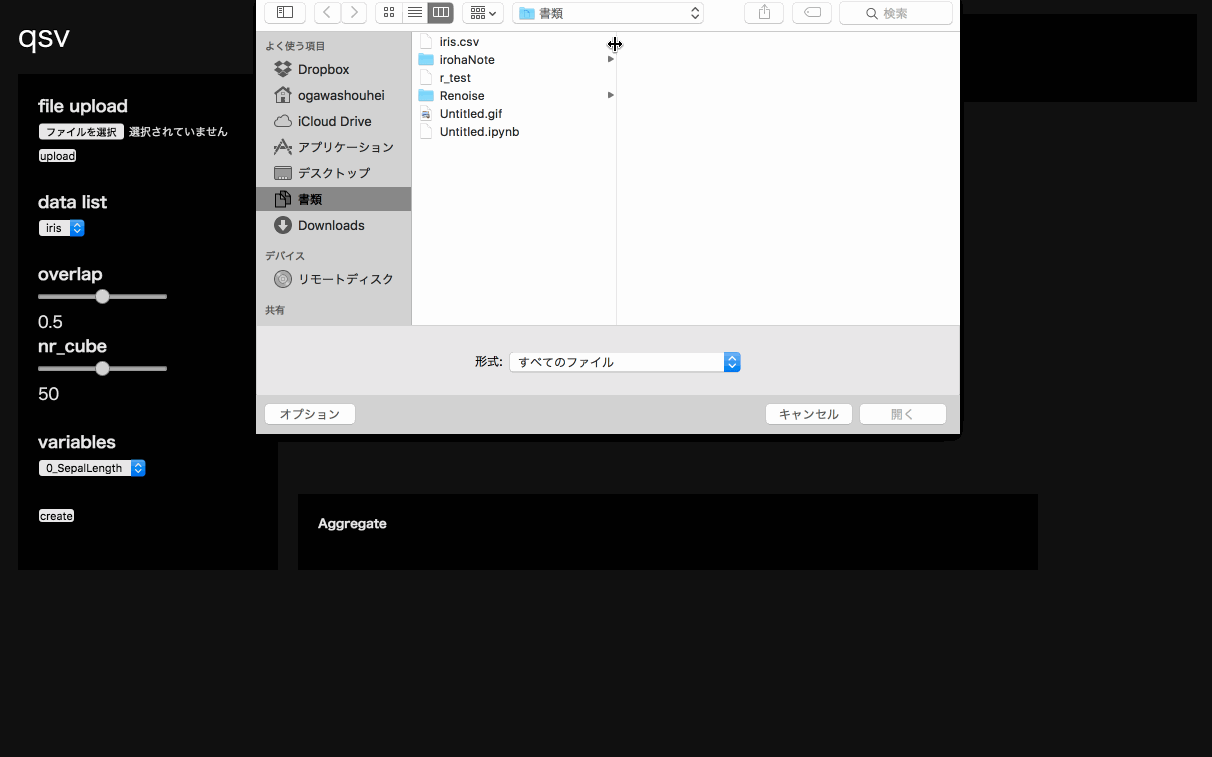 qsv
file upload
ファイルを選択 選択されていません
upload
data list
iris
overlap
0.5
nr_cube
50
variables
0_SepalLength
create
書類
検索
よく使う項目
Dropbox
ogawashouhei
iCloud Drive
アプリケーション
デスクトップ
書類
Downloads
デバイス
リモートディスク
共有
iris.csv
irohaNote
r_test
Renoise
Untitled.gif
Untitled.ipynb
形式: すべてのファイル
オプション
キャンセル
開く
Aggregate